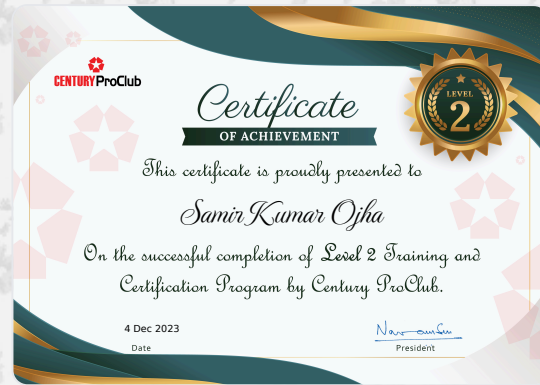 CENTURY ProClub
LEVEL
2
Certificate
OF ACHIEVEMENT
This certificate is proudly presented to
Samir Kumar Ojha
On the successful completion of Level 2 Training and
Certification Program by Century ProClub.
4 Dec 2023
Date
President